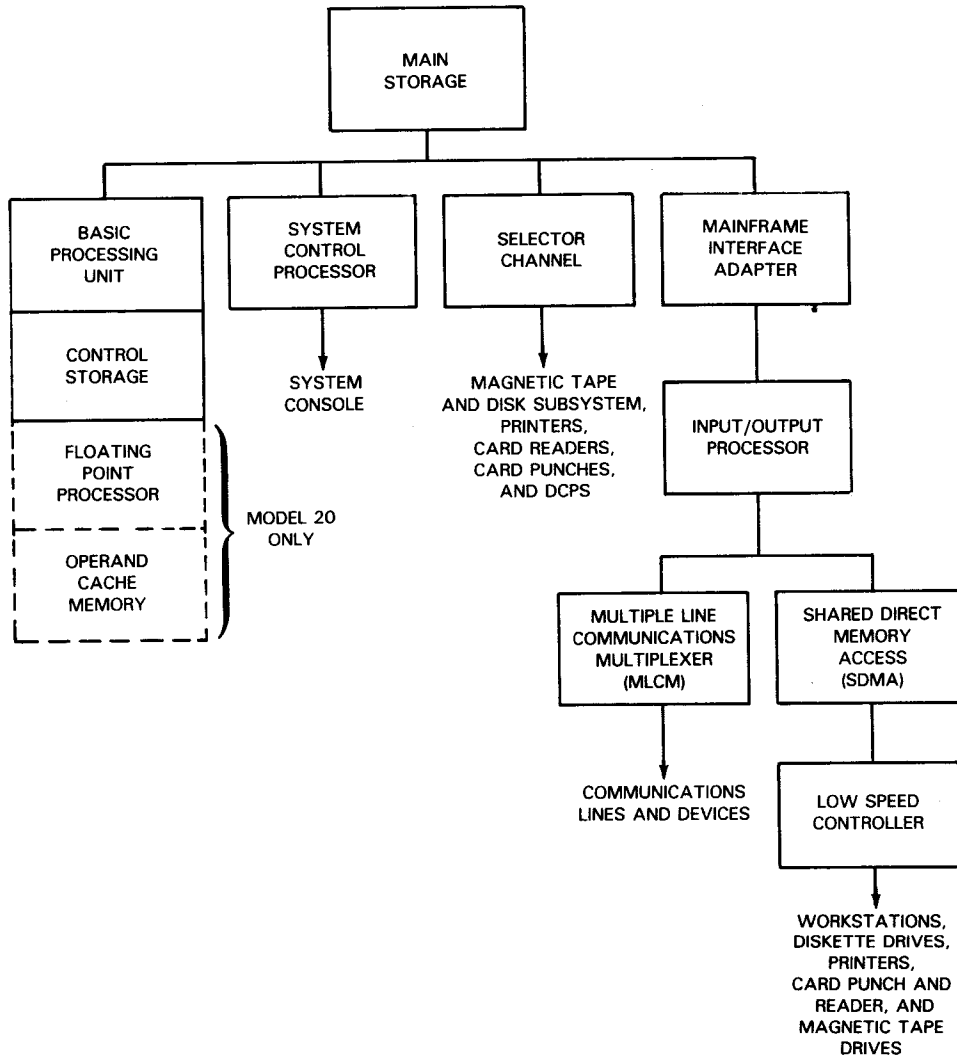 MAIN
STORAGE
BASIC
PROCESSING
UNIT
SYSTEM
CONTROL
PROCESSOR
SELECTOR
CHANNEL
MAINFRAME
INTERFACE
ADAPTER
CONTROL
STORAGE
SYSTEM
CONSOLE
MAGNETIC TAPE
AND DISK SUBSYSTEM,
PRINTERS,
CARD READERS,
CARD PUNCHES,
AND DCPS
INPUT/OUTPUT
PROCESSOR
FLOATING
POINT
PROCESSOR
OPERAND
CACHE
MEMORY
MODEL 20
ONLY
MULTIPLE LINE
COMMUNICATIONS
MULTIPLEXER
(MLCM)
SHARED DIRECT
MEMORY
ACCESS
(SDMA)
COMMUNICATIONS
LINES AND DEVICES
LOW SPEED
CONTROLLER
WORKSTATIONS,
DISKETTE DRIVES,
PRINTERS,
CARD PUNCH AND
READER, AND
MAGNETIC TAPE
DRIVES